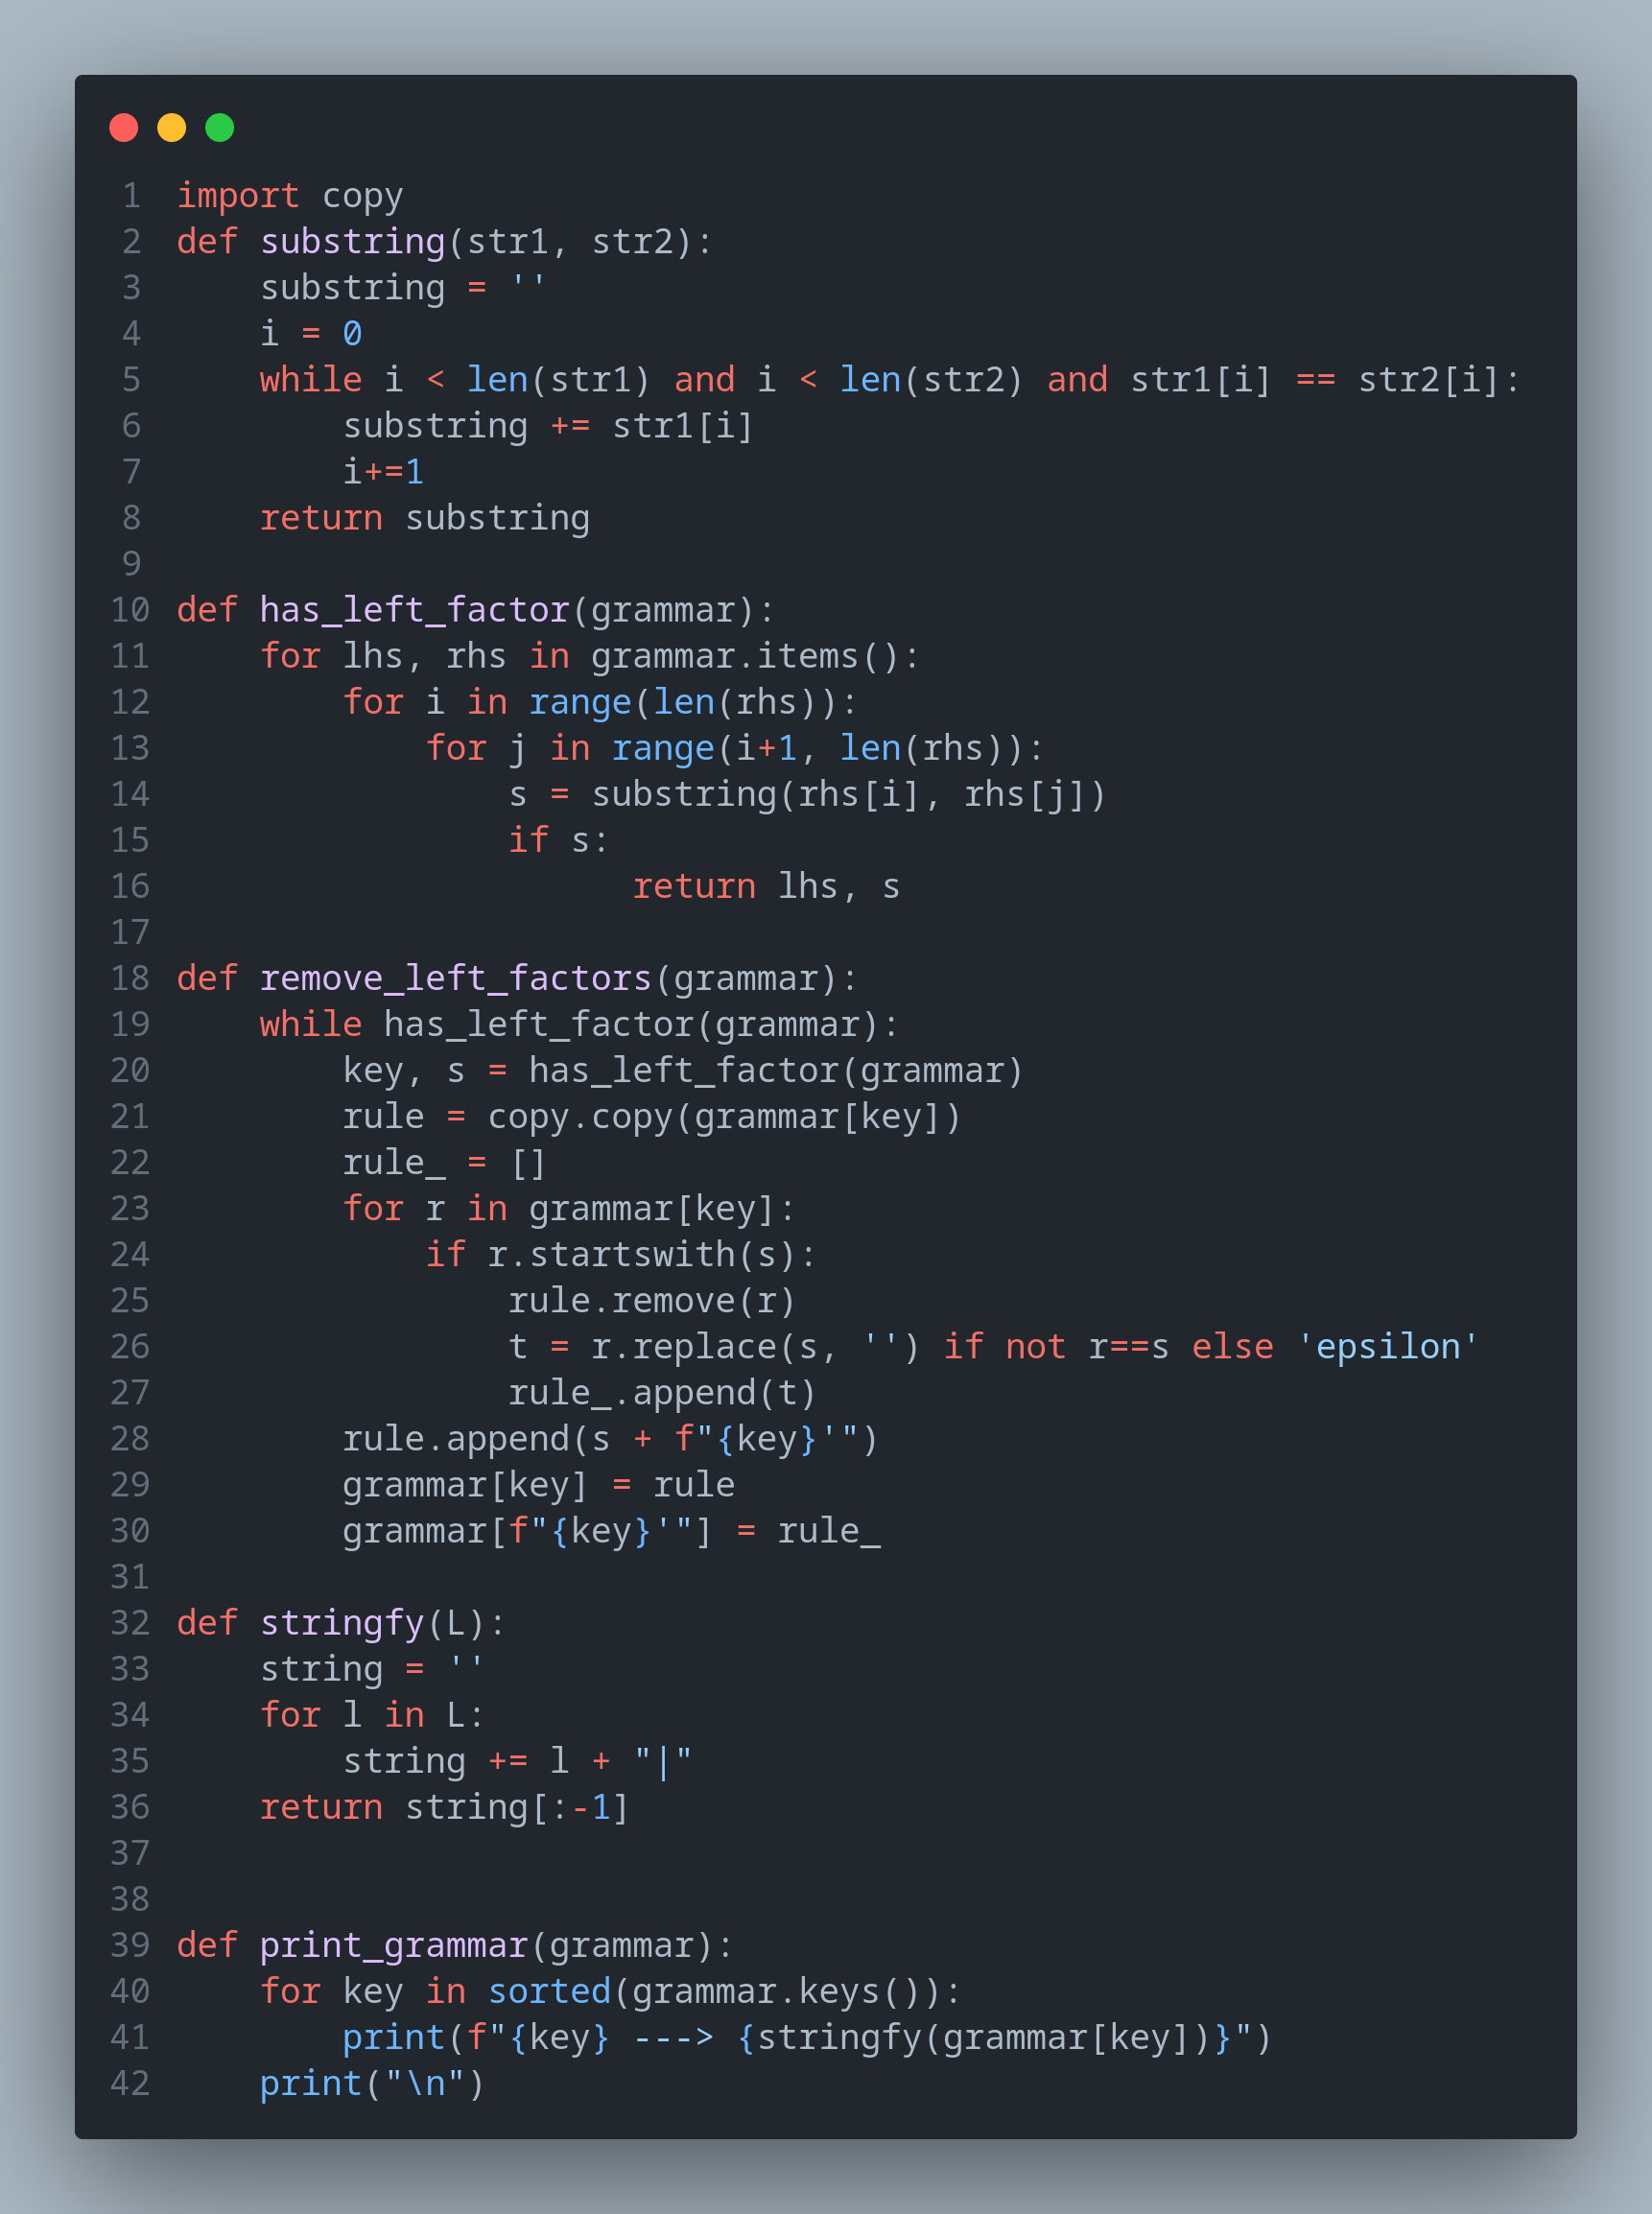 1 import copy
2 def substring(str1, str2):
3     substring = ''
4     i = 0
5     while i < len(str1) and i < len(str2) and str1[i] == str2[i]:
6         substring += str1[i]
7         i+=1
8     return substring
9
10 def has_left_factor(grammar):
11     for lhs, rhs in grammar.items():
12         for i in range(len(rhs)):
13             for j in range(i+1, len(rhs)):
14                 s = substring(rhs[i], rhs[j])
15                 if s:
16                       return lhs, s
17
18 def remove_left_factors(grammar):
19     while has_left_factor(grammar):
20         key, s = has_left_factor(grammar)
21         rule = copy.copy(grammar[key])
22         rule_ = []
23         for r in grammar[key]:
24             if r.startswith(s):
25                 rule.remove(r)
26                 t = r.replace(s, '') if not r==s else 'epsilon'
27                 rule_.append(t)
28         rule.append(s + f"{key}'")
29         grammar[key] = rule
30         grammar[f"{key}'"] = rule_
31
32 def stringfy(L):
33     string = ''
34     for l in L:
35         string += l + "|"
36     return string[:-1]
37
38
39 def print_grammar(grammar):
40     for key in sorted(grammar.keys()):
41         print(f"{key} ---> {stringfy(grammar[key])}")
42     print("\n")